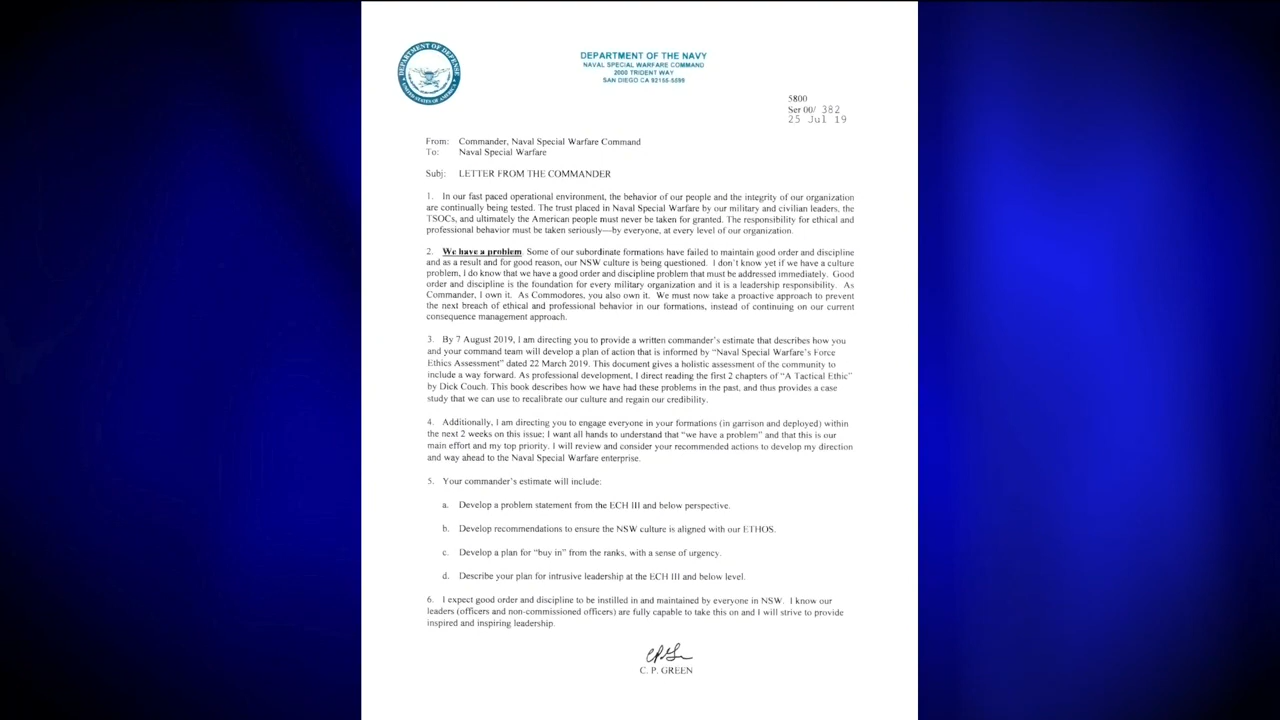 DEPARTMENT OF DEFENSE
UNITED STATES OF AMERICA
DEPARTMENT OF THE NAVY
NAVAL SPECIAL WARFARE COMMAND
2000 TRIDENT WAY
SAN DIEGO CA 92155-5599
5800
Ser 00/ 382
25 Jul 19
From: Commander, Naval Special Warfare Command
To: Naval Special Warfare
Subj: LETTER FROM THE COMMANDER
1. In our fast paced operational environment, the behavior of our people and the integrity of our organization
are continually being tested. The trust placed in Naval Special Warfare by our military and civilian leaders, the
TSOCs, and ultimately the American people must never be taken for granted. The responsibility for ethical and
professional behavior must be taken seriously—by everyone, at every level of our organization.
2. We have a problem. Some of our subordinate formations have failed to maintain good order and discipline
and as a result and for good reason, our NSW culture is being questioned. I don't know yet if we have a culture
problem, I do know that we have a good order and discipline problem that must be addressed immediately. Good
order and discipline is the foundation for every military organization and it is a leadership responsibility. As
Commander, I own it. As Commodores, you also own it. We must now take a proactive approach to prevent
the next breach of ethical and professional behavior in our formations, instead of continuing on our current
consequence management approach.
3. By 7 August 2019, I am directing you to provide a written commander's estimate that describes how you
and your command team will develop a plan of action that is informed by “Naval Special Warfare's Force
Ethics Assessment” dated 22 March 2019. This document gives a holistic assessment of the community to
include a way forward. As professional development, I direct reading the first 2 chapters of “A Tactical Ethic”
by Dick Couch. This book describes how we have had these problems in the past, and thus provides a case
study that we can use to recalibrate our culture and regain our credibility.
4. Additionally, I am directing you to engage everyone in your formations (in garrison and deployed) within
the next 2 weeks on this issue; I want all hands to understand that “we have a problem” and that this is our
main effort and my top priority. I will review and consider your recommended actions to develop my direction
and way ahead to the Naval Special Warfare enterprise.
5. Your commander's estimate will include:
a. Develop a problem statement from the ECH III and below perspective.
b. Develop recommendations to ensure the NSW culture is aligned with our ETHOS.
c. Develop a plan for “buy in” from the ranks, with a sense of urgency.
d. Describe your plan for intrusive leadership at the ECH III and below level.
6. I expect good order and discipline to be instilled in and maintained by everyone in NSW. I know our
leaders (officers and non-commissioned officers) are fully capable to take this on and I will strive to provide
inspired and inspiring leadership.
C. P. GREEN